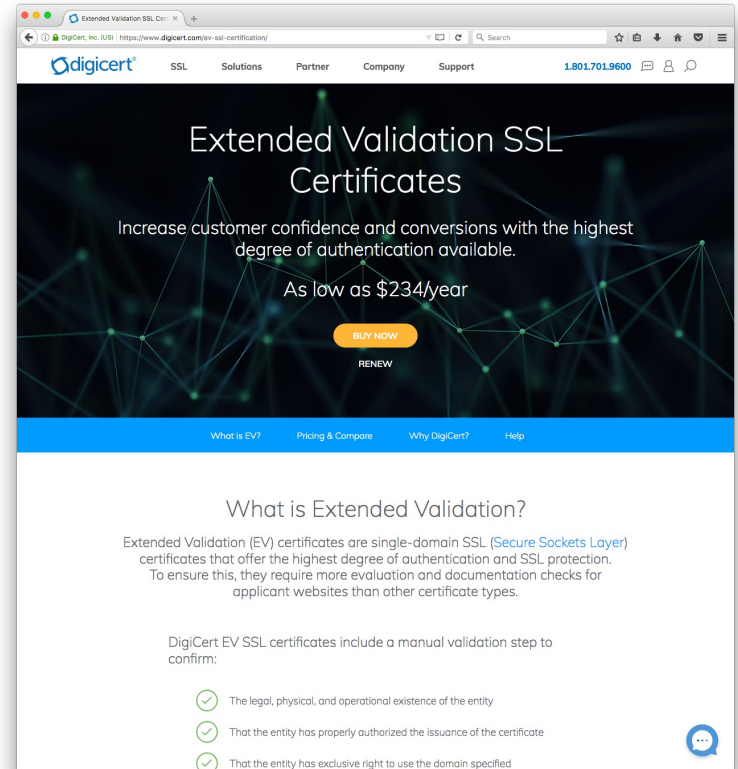 Extended Validation SSL Cert
DigiCert, Inc. (US) https://www.digicert.com/ev-ssl-certification/ Search
digicert® SSL Solutions Partner Company Support 1.801.701.9600
Extended Validation SSL
Certificates
Increase customer confidence and conversions with the highest
degree of authentication available.
As low as $234/year
BUY NOW
RENEW
What is EV? Pricing & Compare Why DigiCert? Help
What is Extended Validation?
Extended Validation (EV) certificates are single-domain SSL (Secure Sockets Layer)
certificates that offer the highest degree of authentication and SSL protection.
To ensure this, they require more evaluation and documentation checks for
applicant websites than other certificate types.
DigiCert EV SSL certificates include a manual validation step to
confirm:
The legal, physical, and operational existence of the entity
That the entity has properly authorized the issuance of the certificate
That the entity has exclusive right to use the domain specified